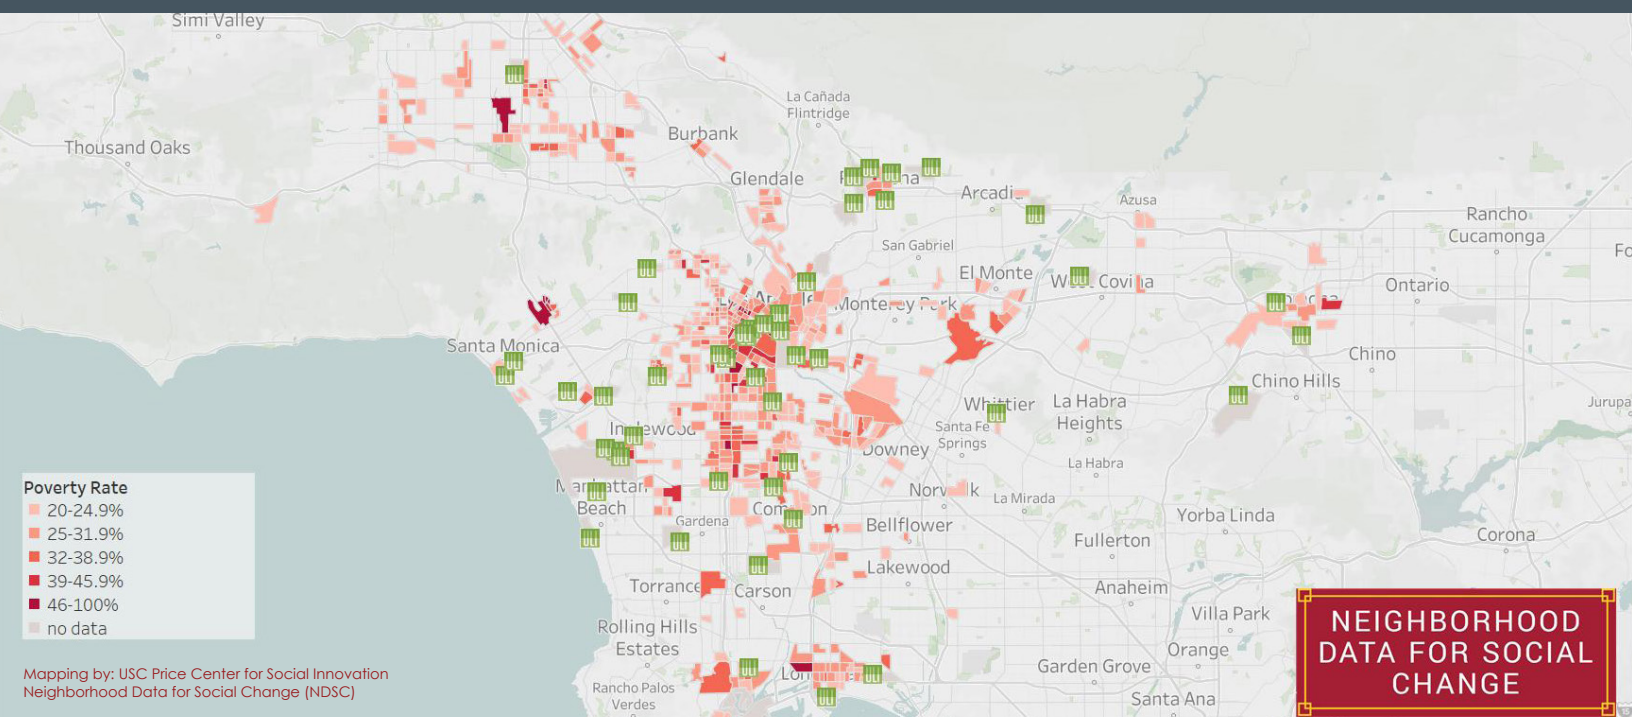 Simi Valley
La Cañada
Flintridge
Burbank
Thousand Oaks
Glendale
Arcadi
Azusa
Rancho
Cucamonga
San Gabriel
El Monte
Covina
Ontario
Monterey Park
Santa Monica
Chino
Chino Hills
Whittier
La Habra
Heights
Jurupa
Santa Fe
Springs
Downey
La Habra
Poverty Rate
20-24.9%
25-31.9%
32-38.9%
39-45.9%
46-100%
no data
Beach
La Mirada
Gardena
Yorba Linda
Bellflower
Fullerton
Corona
Lakewood
Torrance
Carson
Anaheim
Villa Park
Rolling Hills
Estates
Orange
Garden Grove
Rancho Palos
Verdes
Santa Ana
Mapping by: USC Price Center for Social Innovation
Neighborhood Data for Social Change (NDSC)
NEIGHBORHOOD
DATA FOR SOCIAL
CHANGE
ULI